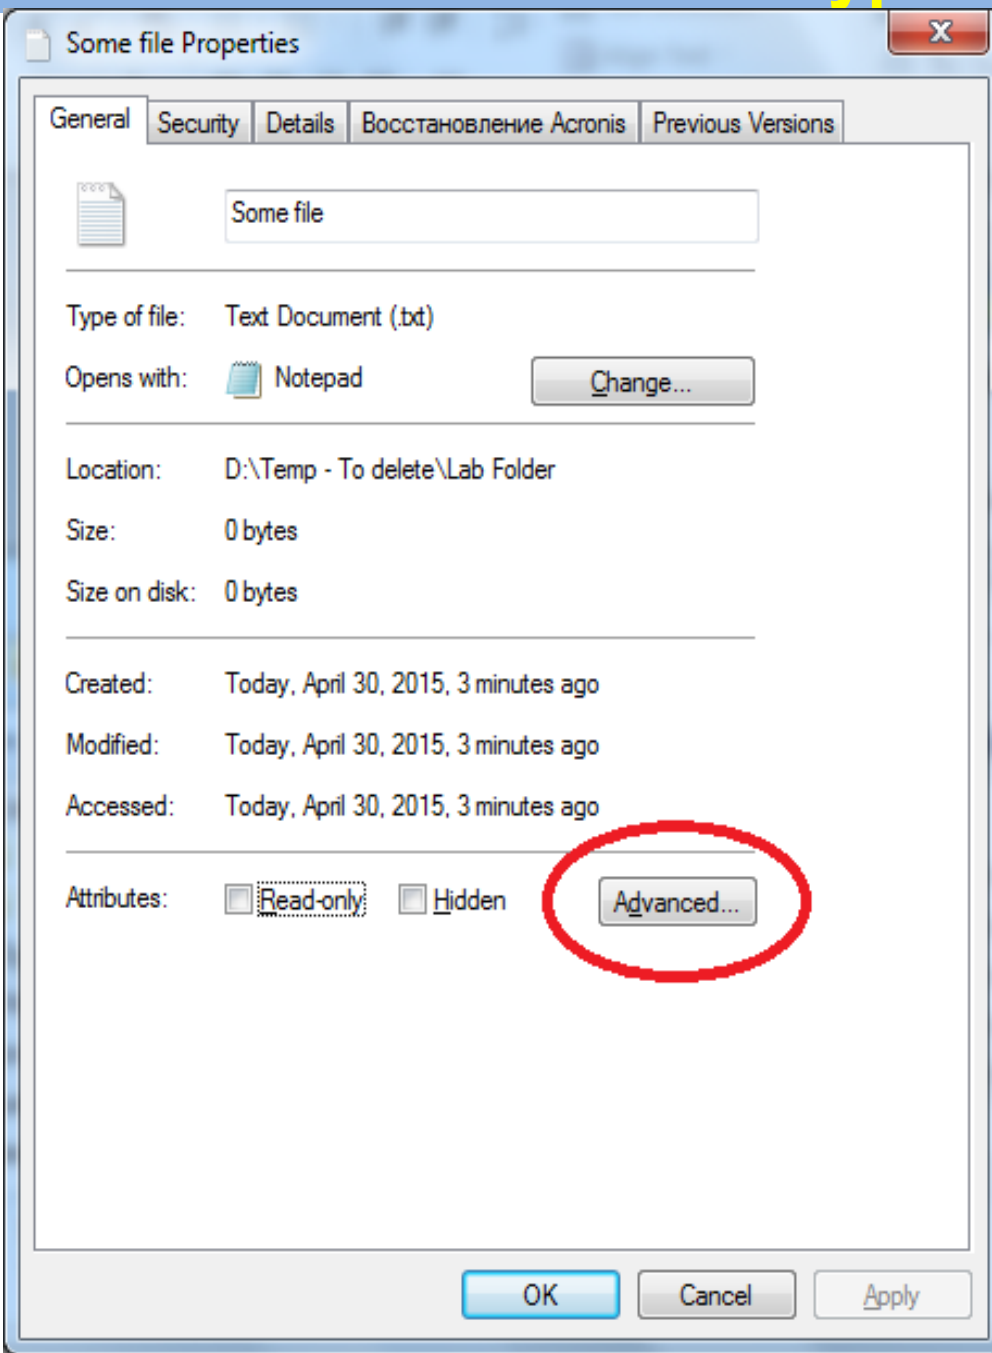 Some file Properties
General Security Details Восстановление Acronis Previous Versions
Some file
Type of file: Text Document (.txt)
Opens with: Notepad Change...
Location: D:\Temp - To delete\Lab Folder
Size: 0 bytes
Size on disk: 0 bytes
Created: Today, April 30, 2015, 3 minutes ago
Modified: Today, April 30, 2015, 3 minutes ago
Accessed: Today, April 30, 2015, 3 minutes ago
Attributes: Read-only Hidden Advanced...
OK Cancel Apply